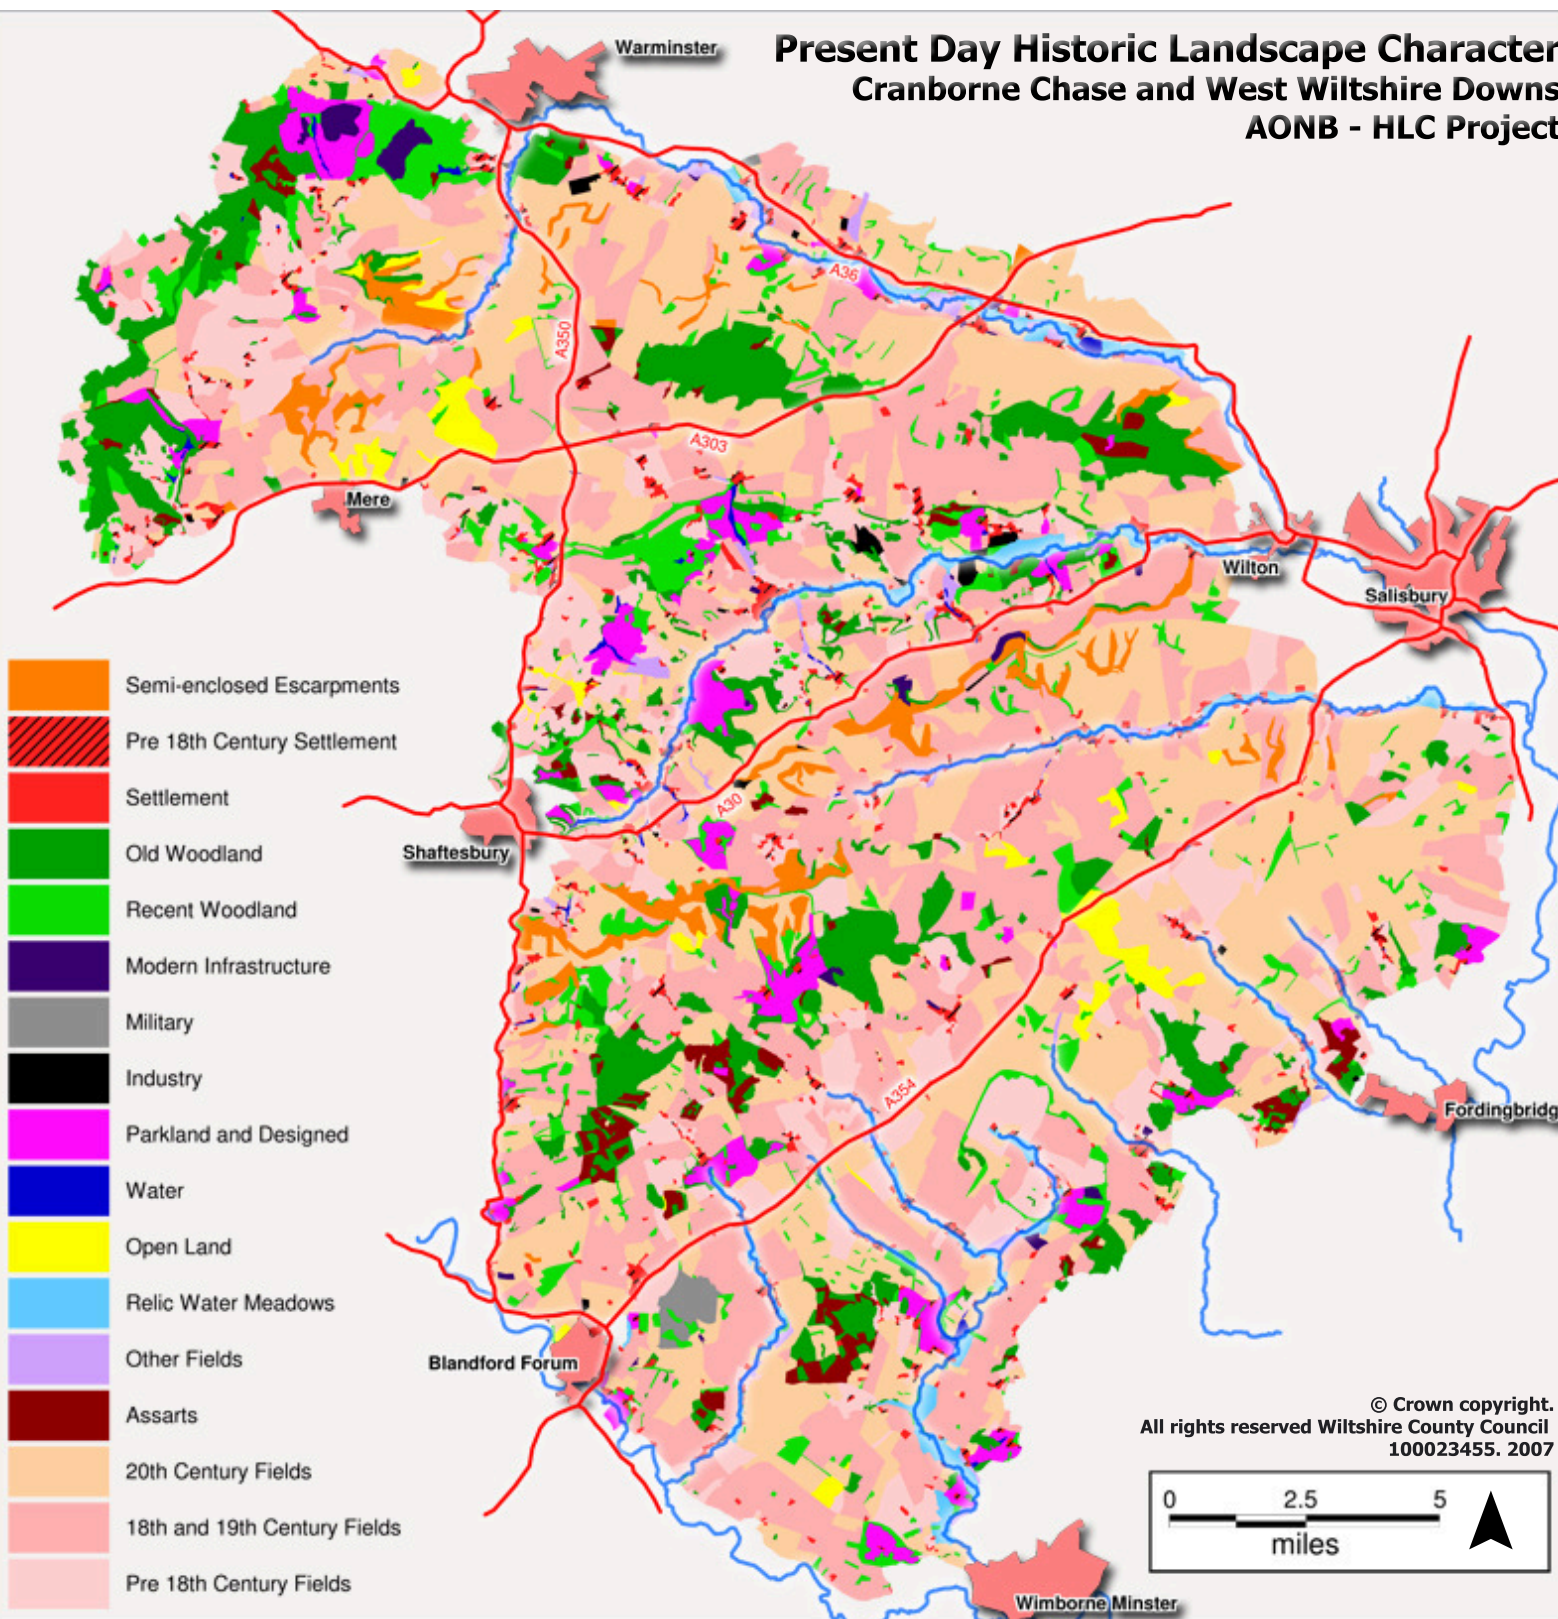 Present Day Historic Landscape Character
Cranborne Chase and West Wiltshire Downs
AONB - HLC Project
Warminster
A36
A350
A303
Mere
Wilton
Salisbury
Semi-enclosed Escarpments
Pre 18th Century Settlement
Settlement
Old Woodland
Recent Woodland
Modern Infrastructure
Military
Industry
Parkland and Designed
Water
Open Land
Relic Water Meadows
Other Fields
Assarts
20th Century Fields
18th and 19th Century Fields
Pre 18th Century Fields
A30
Shaftesbury
A354
Fordingbridg
Blandford Forum
© Crown copyright.
All rights reserved Wiltshire County Council
100023455. 2007
0 2.5 5
miles
Wimborne Minster